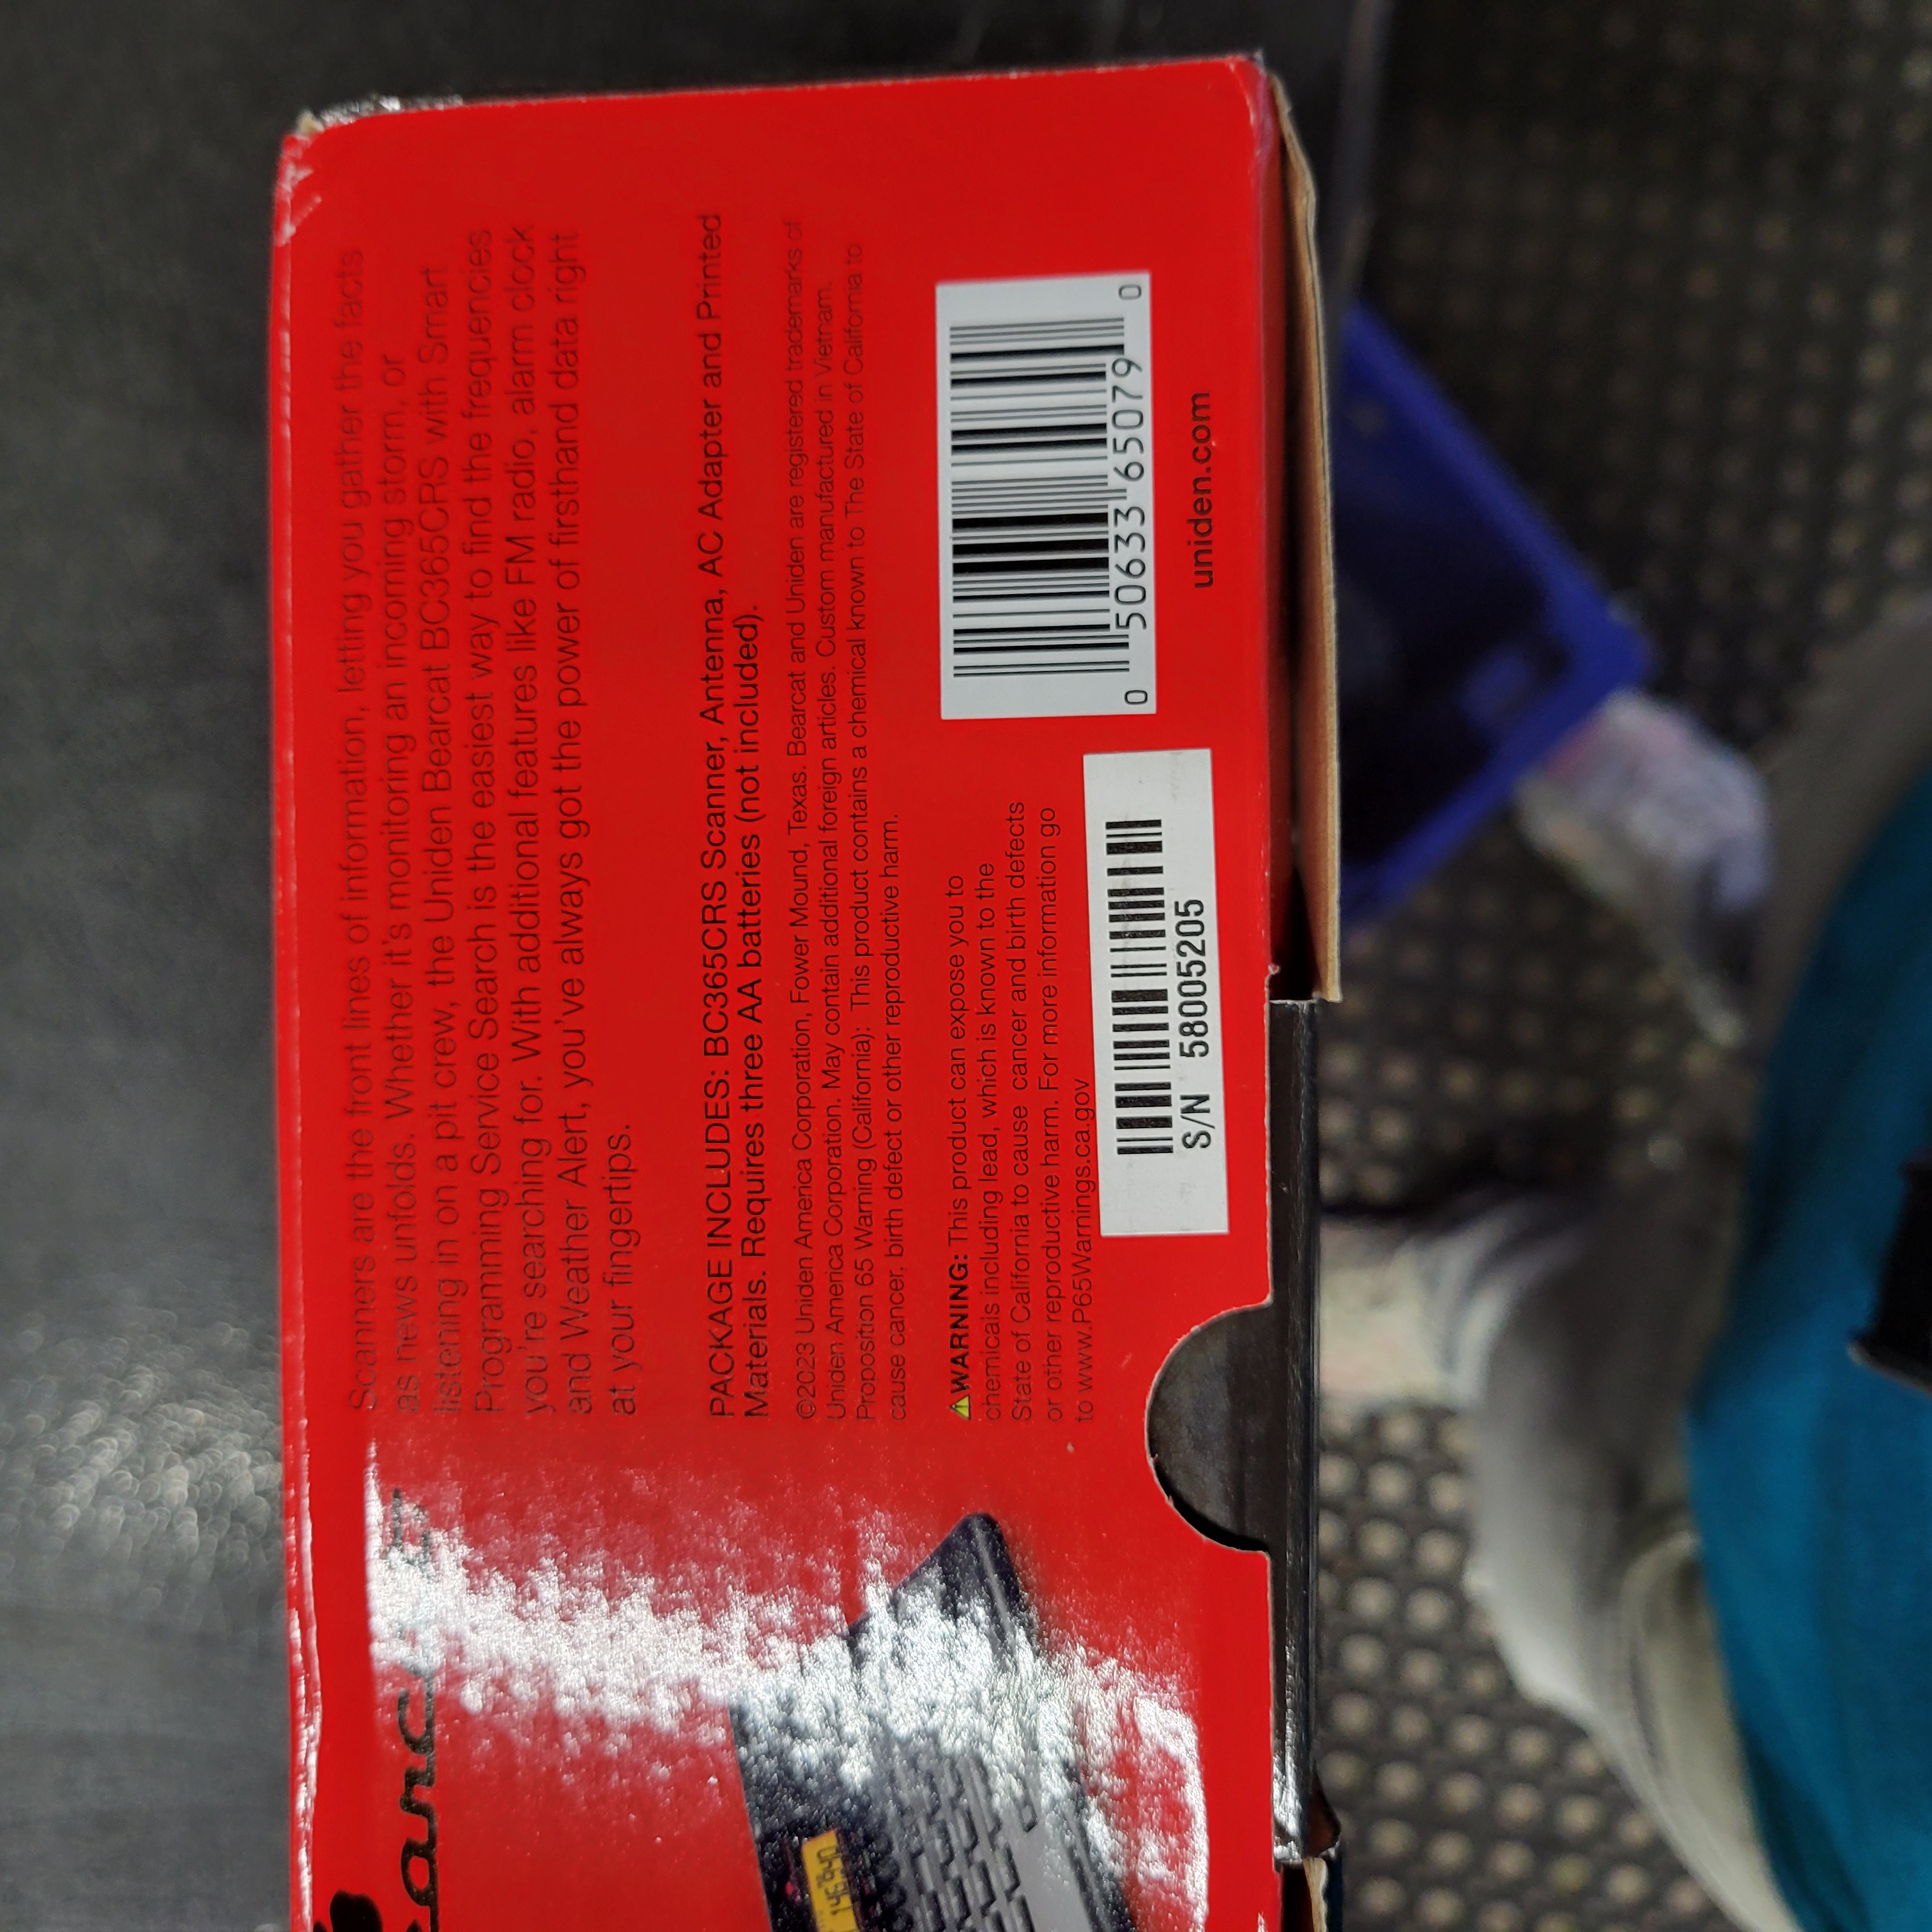 Scanners are the front lines of information, letting you gather the facts
as news unfolds. Whether it's monitoring an incoming storm, or
listening in on a pit crew, the Uniden Bearcat BC365CRS with Smart
Programming Service Search is the easiest way to find the frequencies
you're searching for. With additional features like FM radio, alarm clock
and Weather Alert, you've always got the power of firsthand data right
at your fingertips.
PACKAGE INCLUDES: BC365CRS Scanner, Antenna, AC Adapter and Printed
Materials. Requires three AA batteries (not included).
©2023 Uniden America Corporation, Fower Mound, Texas. Bearcat and Uniden are registered trademarks of
Uniden America Corporation. May contain additional foreign articles. Custom manufactured in Vietnam.
Proposition 65 Warning (California): This product contains a chemical known to The State of California to
cause cancer, birth defect or other reproductive harm.
WARNING: This product can expose you to
chemicals including lead, which is known to the
State of California to cause cancer and birth defects
or other reproductive harm. For more information go
to www.P65Warnings.ca.gov
S/N 58005205
0 50633 65079 0
uniden.com